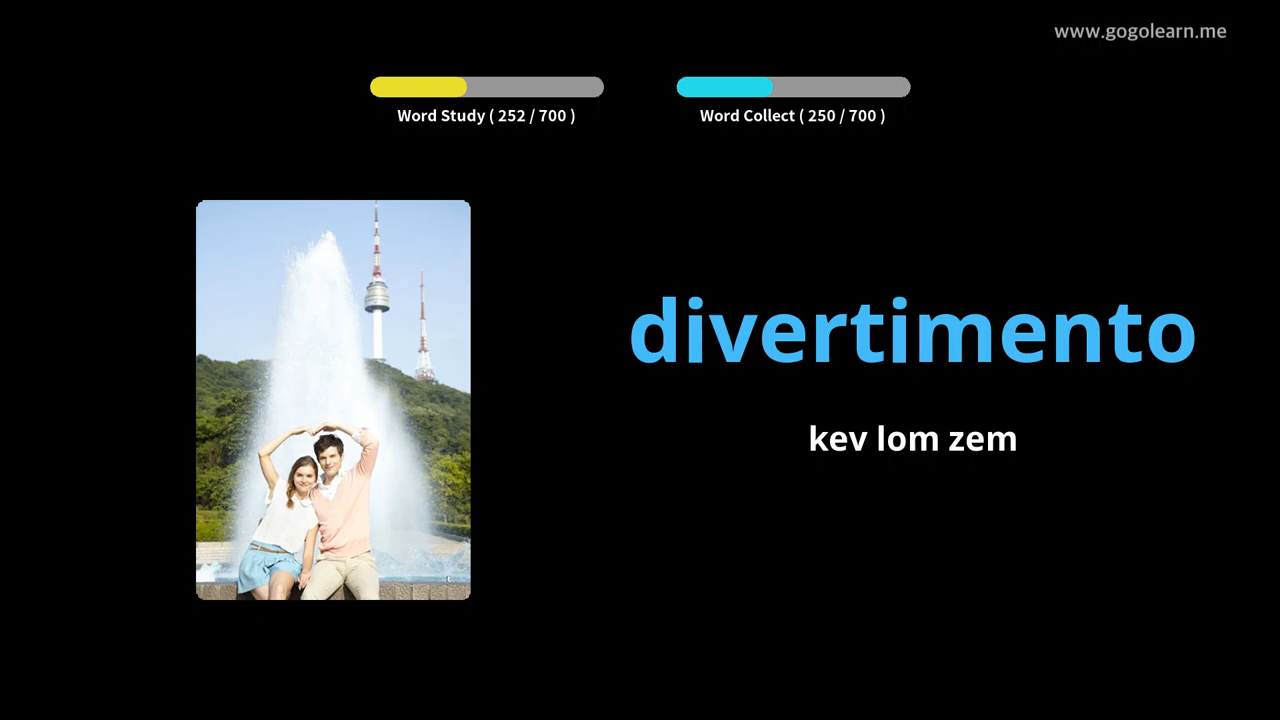 www.gogolearn.me
Word Study ( 252 / 700 )
Word Collect ( 250 / 700 )
divertimento
kev lom zem